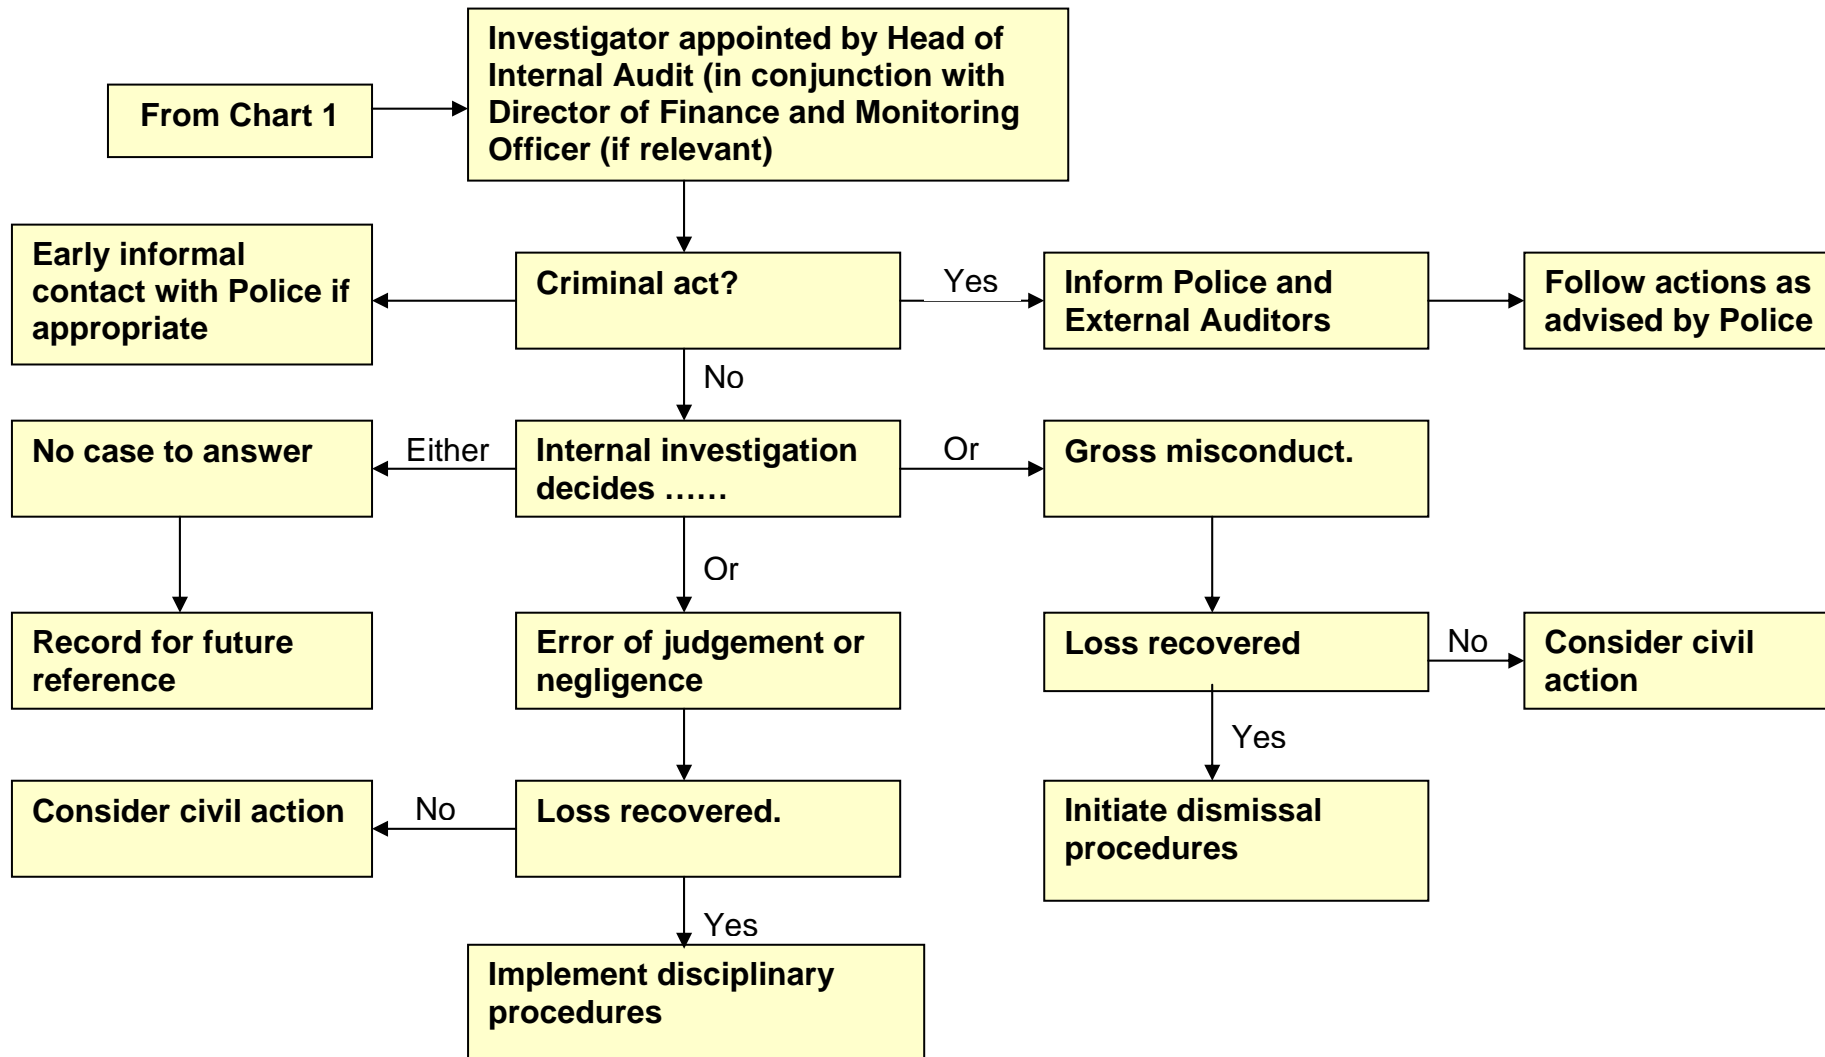 Investigator appointed by Head of
Internal Audit (in conjunction with
Director of Finance and Monitoring
Officer (if relevant)
From Chart 1
Early informal
contact with Police if
appropriate
Criminal act?
Yes
Inform Police and
External Auditors
Follow actions as
advised by Police
No
No case to answer
Either
Internal investigation
decides ……
Or
Gross misconduct.
Or
Record for future
reference
Error of judgement or
negligence
Loss recovered
No
Consider civil
action
Yes
Consider civil action
No
Loss recovered.
Initiate dismissal
procedures
Yes
Implement disciplinary
procedures